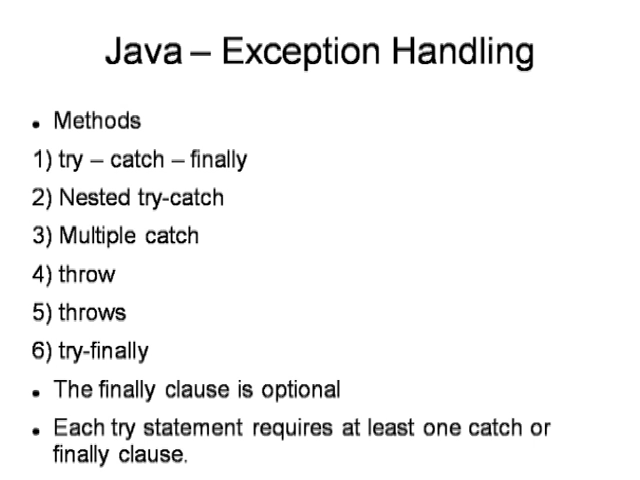 Java – Exception Handling
• Methods
1) try – catch – finally
2) Nested try-catch
3) Multiple catch
4) throw
5) throws
6) try-finally
• The finally clause is optional
• Each try statement requires at least one catch or
finally clause.